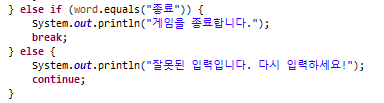 } else if (word.equals("종료")) {
System.out.println("게임을 종료합니다.");
break;
} else {
System.out.println("잘못된 입력입니다. 다시 입력하세요!");
continue;
}